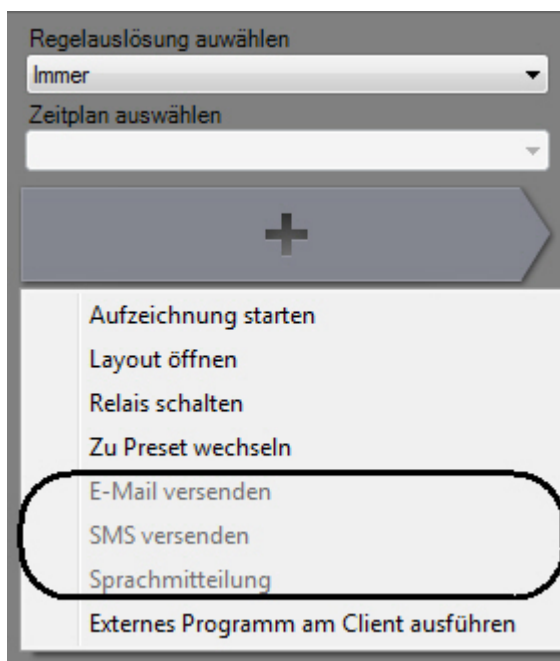 Regelauslösung auwählen
Immer
Zeitplan auswählen
Aufzeichnung starten
Layout öffnen
Relais schalten
Zu Preset wechseln
E-Mail versenden
SMS versenden
Sprachmitteilung
Externes Programm am Client ausführen